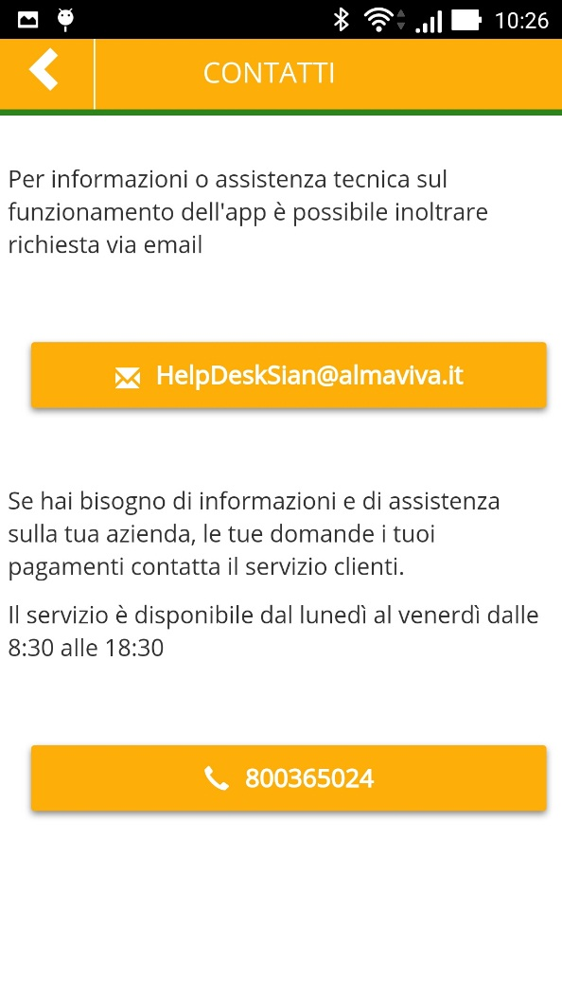 10:26
CONTATTI
Per informazioni o assistenza tecnica sul
funzionamento dell'app è possibile inoltrare
richiesta via email
HelpDeskSian@almaviva.it
Se hai bisogno di informazioni e di assistenza
sulla tua azienda, le tue domande i tuoi
pagamenti contatta il servizio clienti.
Il servizio è disponibile dal lunedì al venerdì dalle
8:30 alle 18:30
800365024